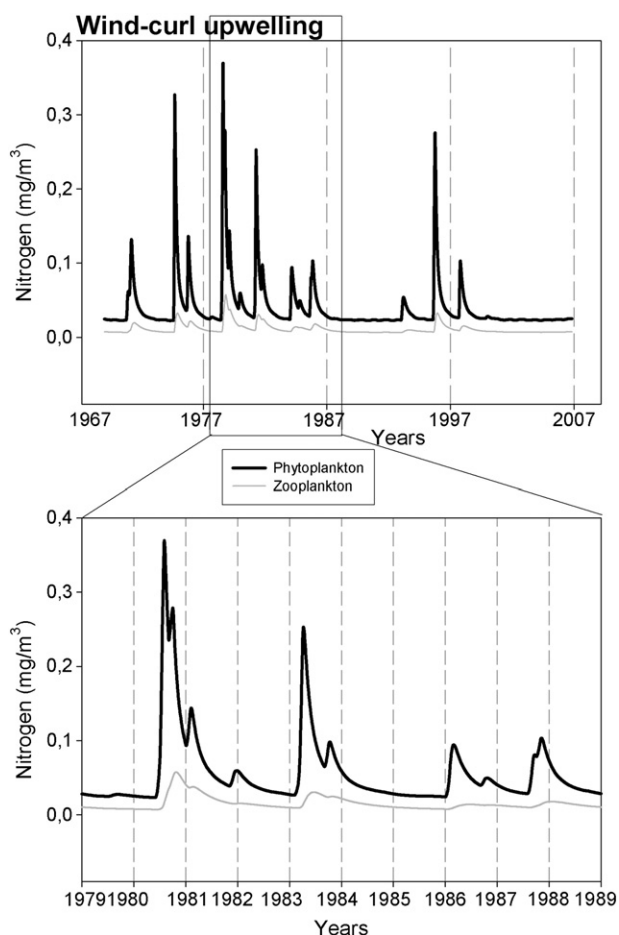 Wind-curl upwelling
0,4
0,3
0,2
0,1
0,0
Nitrogen (mg/m³)
1967 1977 1987 1997 2007
Years
Phytoplankton
Zooplankton
0,4
0,3
0,2
0,1
0,0
Nitrogen (mg/m³)
1979 1980 1981 1982 1983 1984 1985 1986 1987 1988 1989
Years